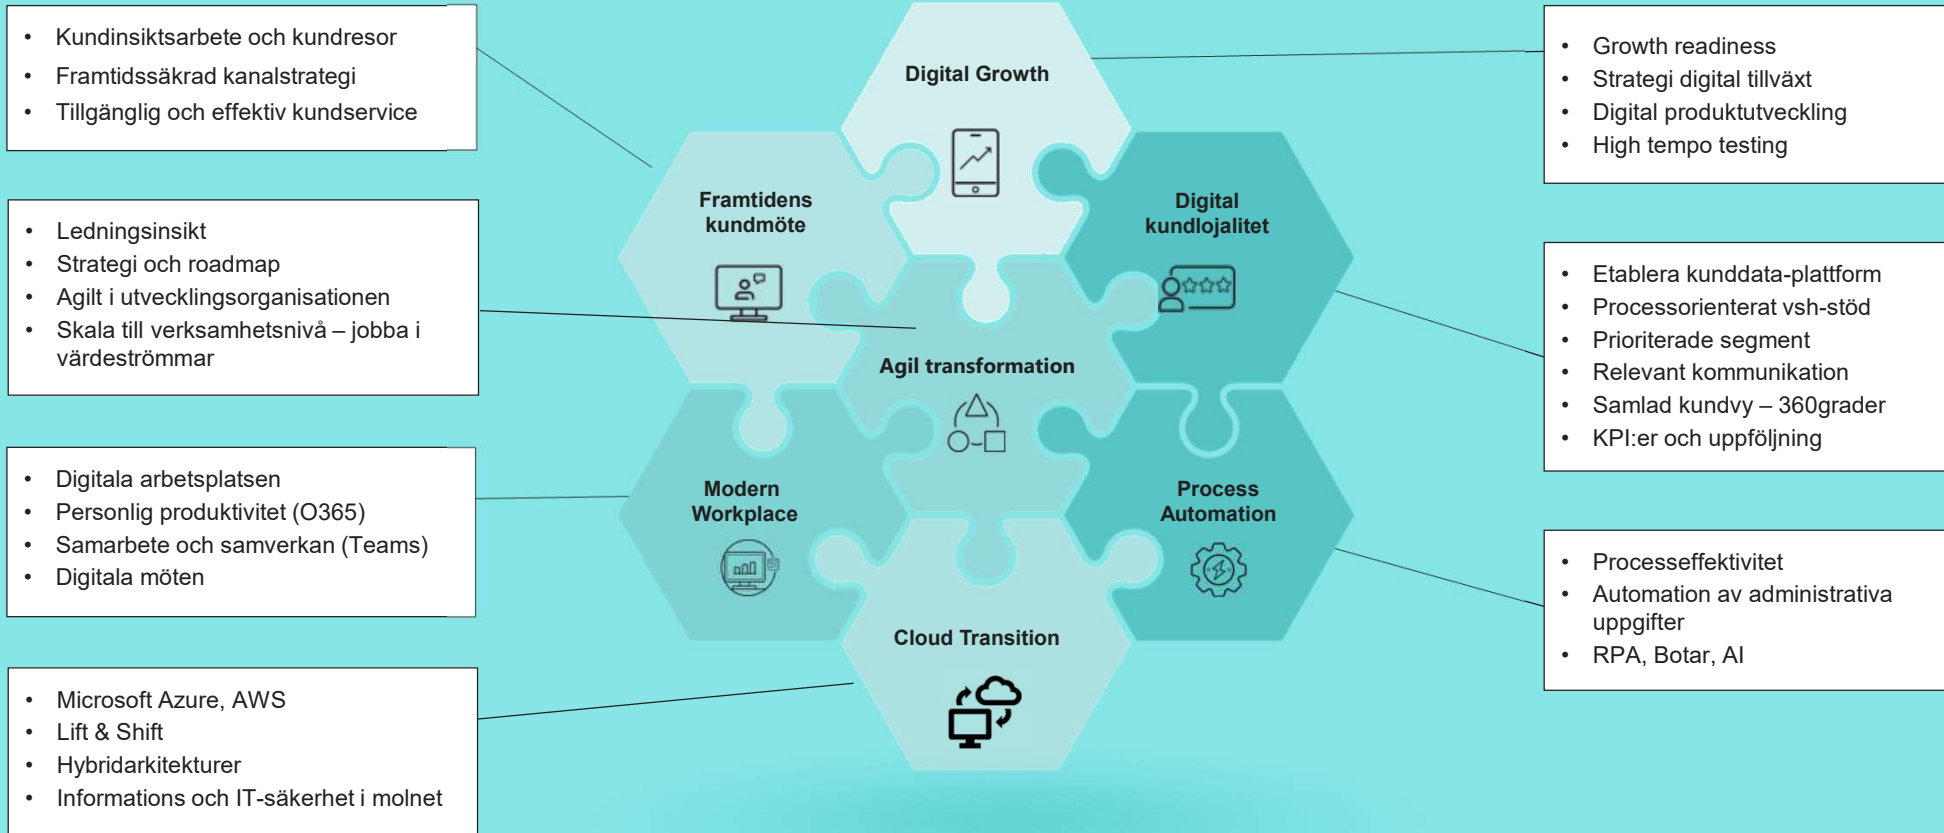 • Kundinsiktsarbete och kundresor
• Framtidssäkrad kanalstrategi
• Tillgänglig och effektiv kundservice
• Ledningsinsikt
• Strategi och roadmap
• Agilt i utvecklingsorganisationen
• Skala till verksamhetsnivå – jobba i
värdeströmmar
• Digitala arbetsplatsen
• Personlig produktivitet (O365)
• Samarbete och samverkan (Teams)
• Digitala möten
• Microsoft Azure, AWS
• Lift & Shift
• Hybridarkitekturer
• Informations och IT-säkerhet i molnet
Digital Growth
Framtidens
kundmöte
Digital
kundlojalitet
Agil transformation
Modern
Workplace
Process
Automation
Cloud Transition
• Growth readiness
• Strategi digital tillväxt
• Digital produktutveckling
• High tempo testing
• Etablera kunddata-plattform
• Processorienterat vsh-stöd
• Prioriterade segment
• Relevant kommunikation
• Samlad kundvy – 360grader
• KPI:er och uppföljning
• Processeffektivitet
• Automation av administrativa
uppgifter
• RPA, Botar, AI